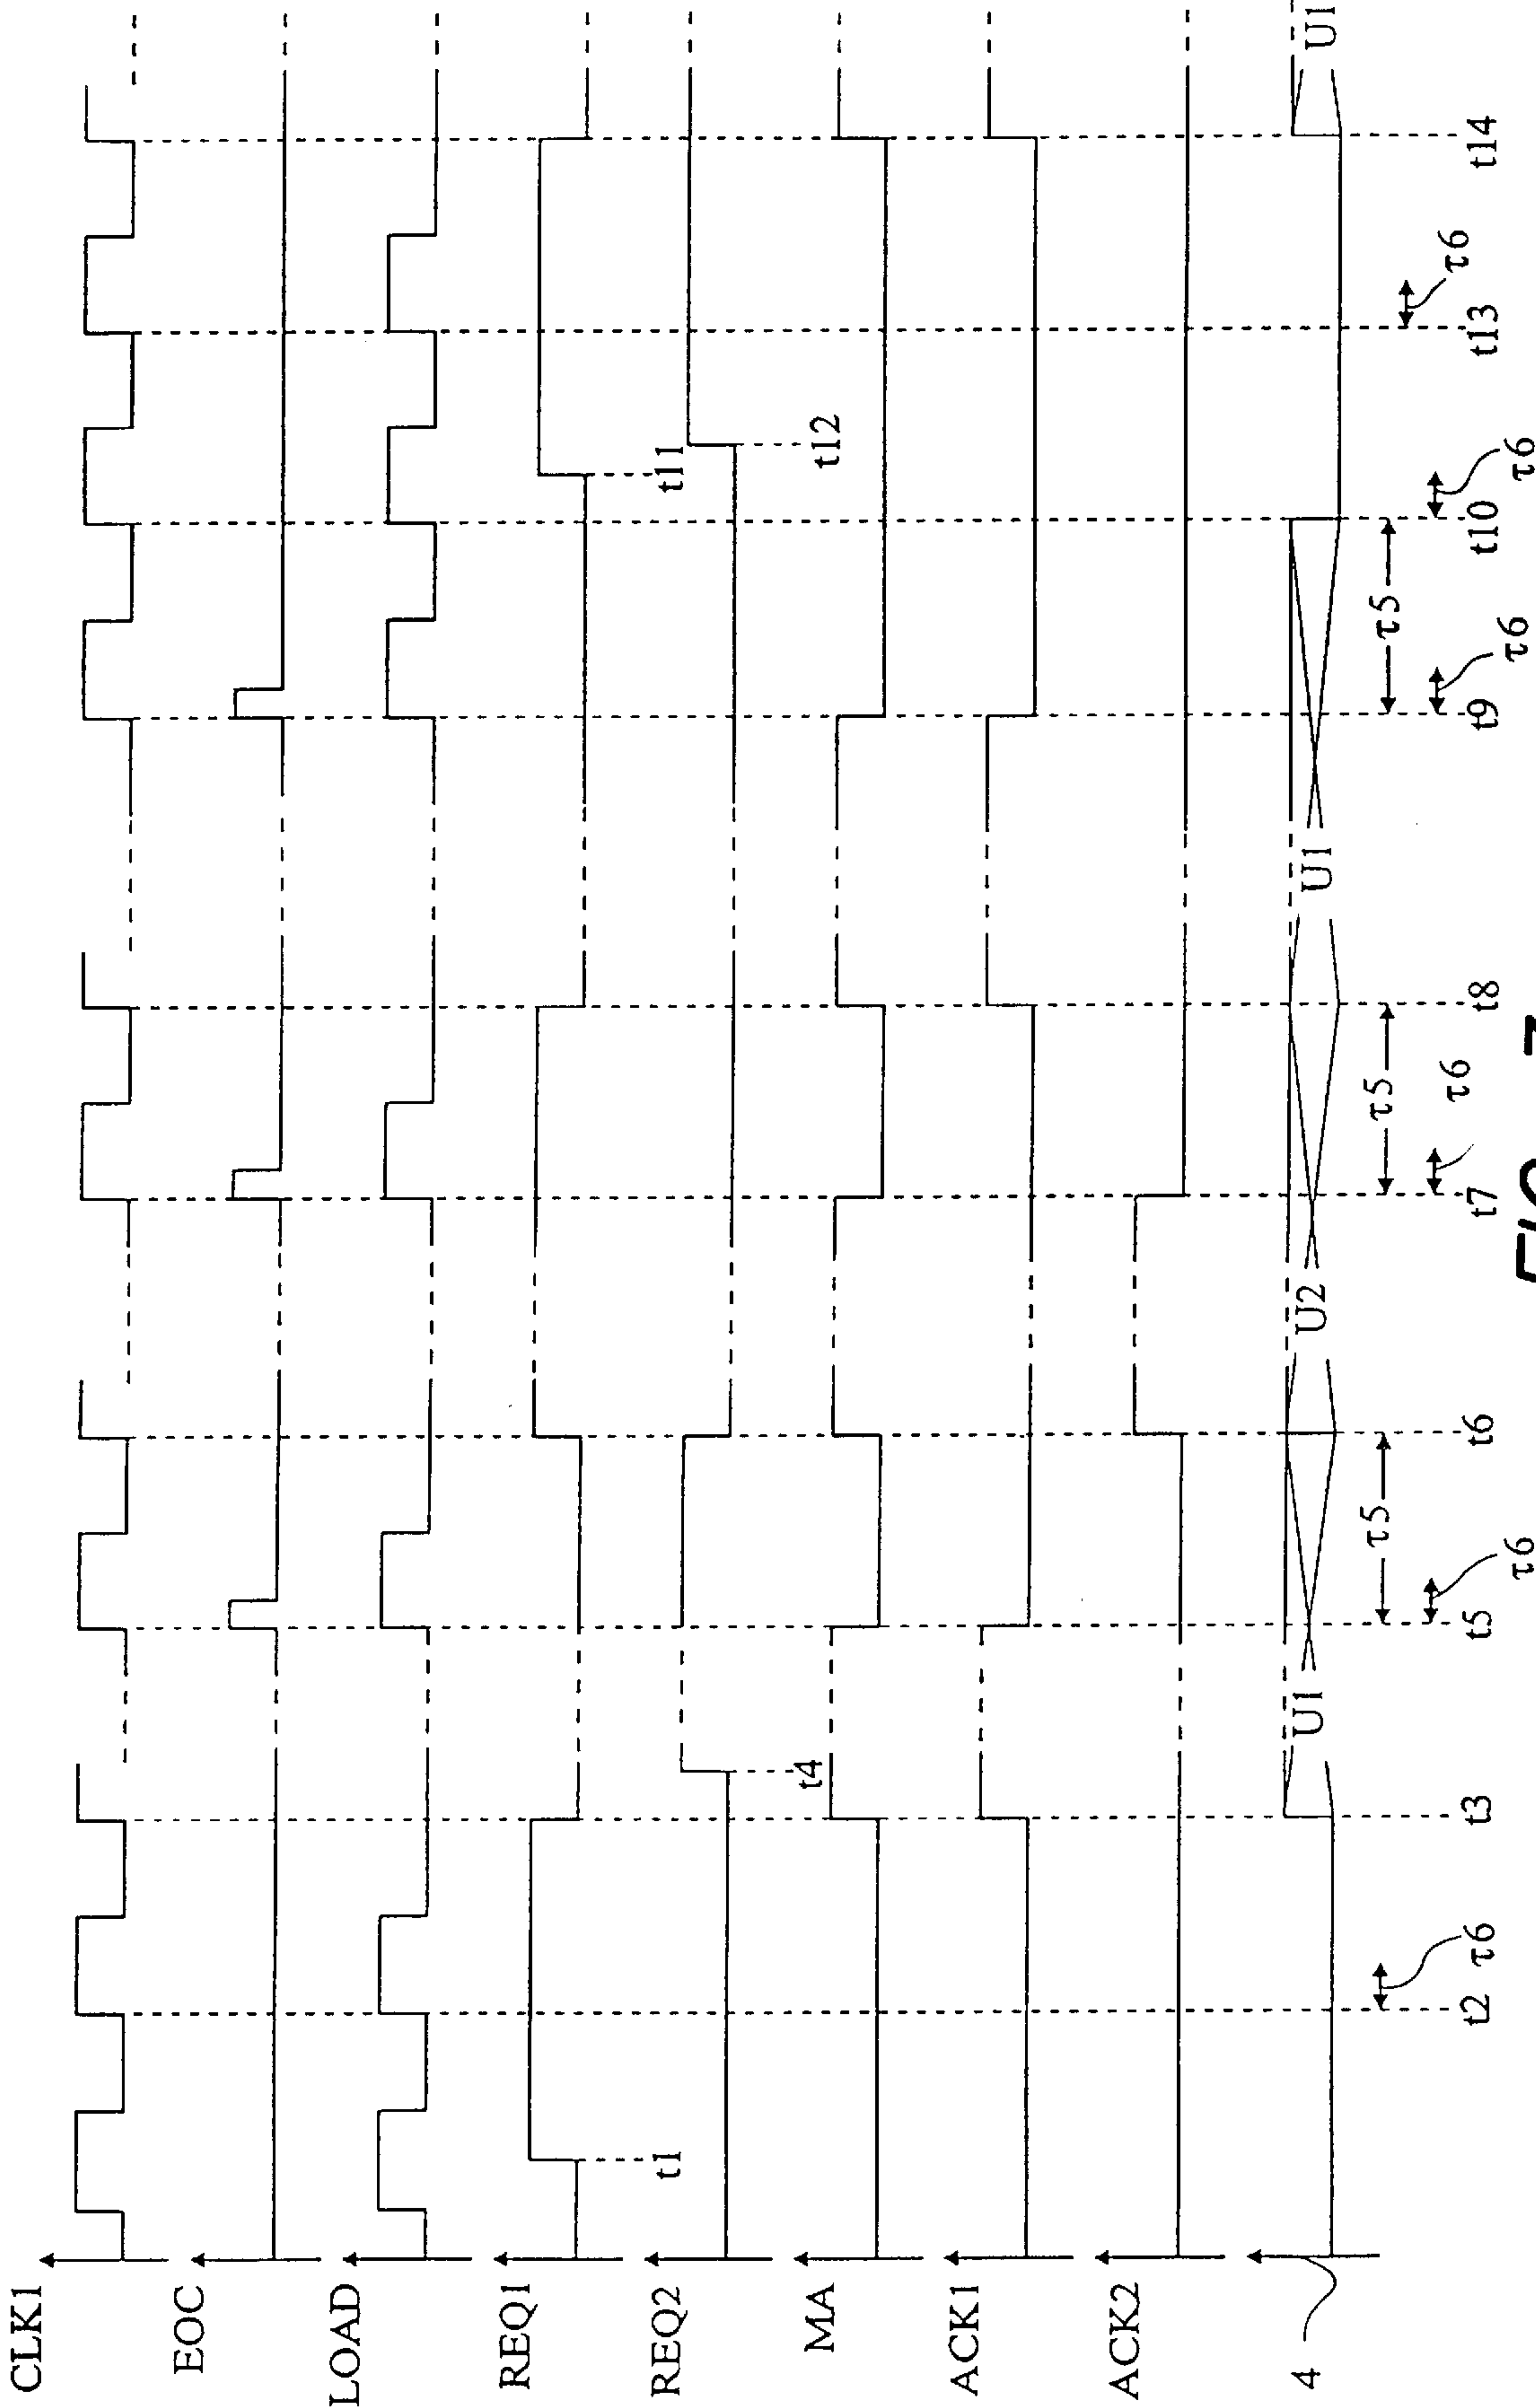 CLK1
EOC
LOAD
REQ1
t1
t11
REQ2
t4
t12
MA
ACK1
ACK2
4
U1
U2
U1
U1
τ5
τ5
τ5
τ6
τ6
τ6
τ6
τ6
τ6
t2
t3
t5
t6
t7
t8
t9
t10
t13
t14